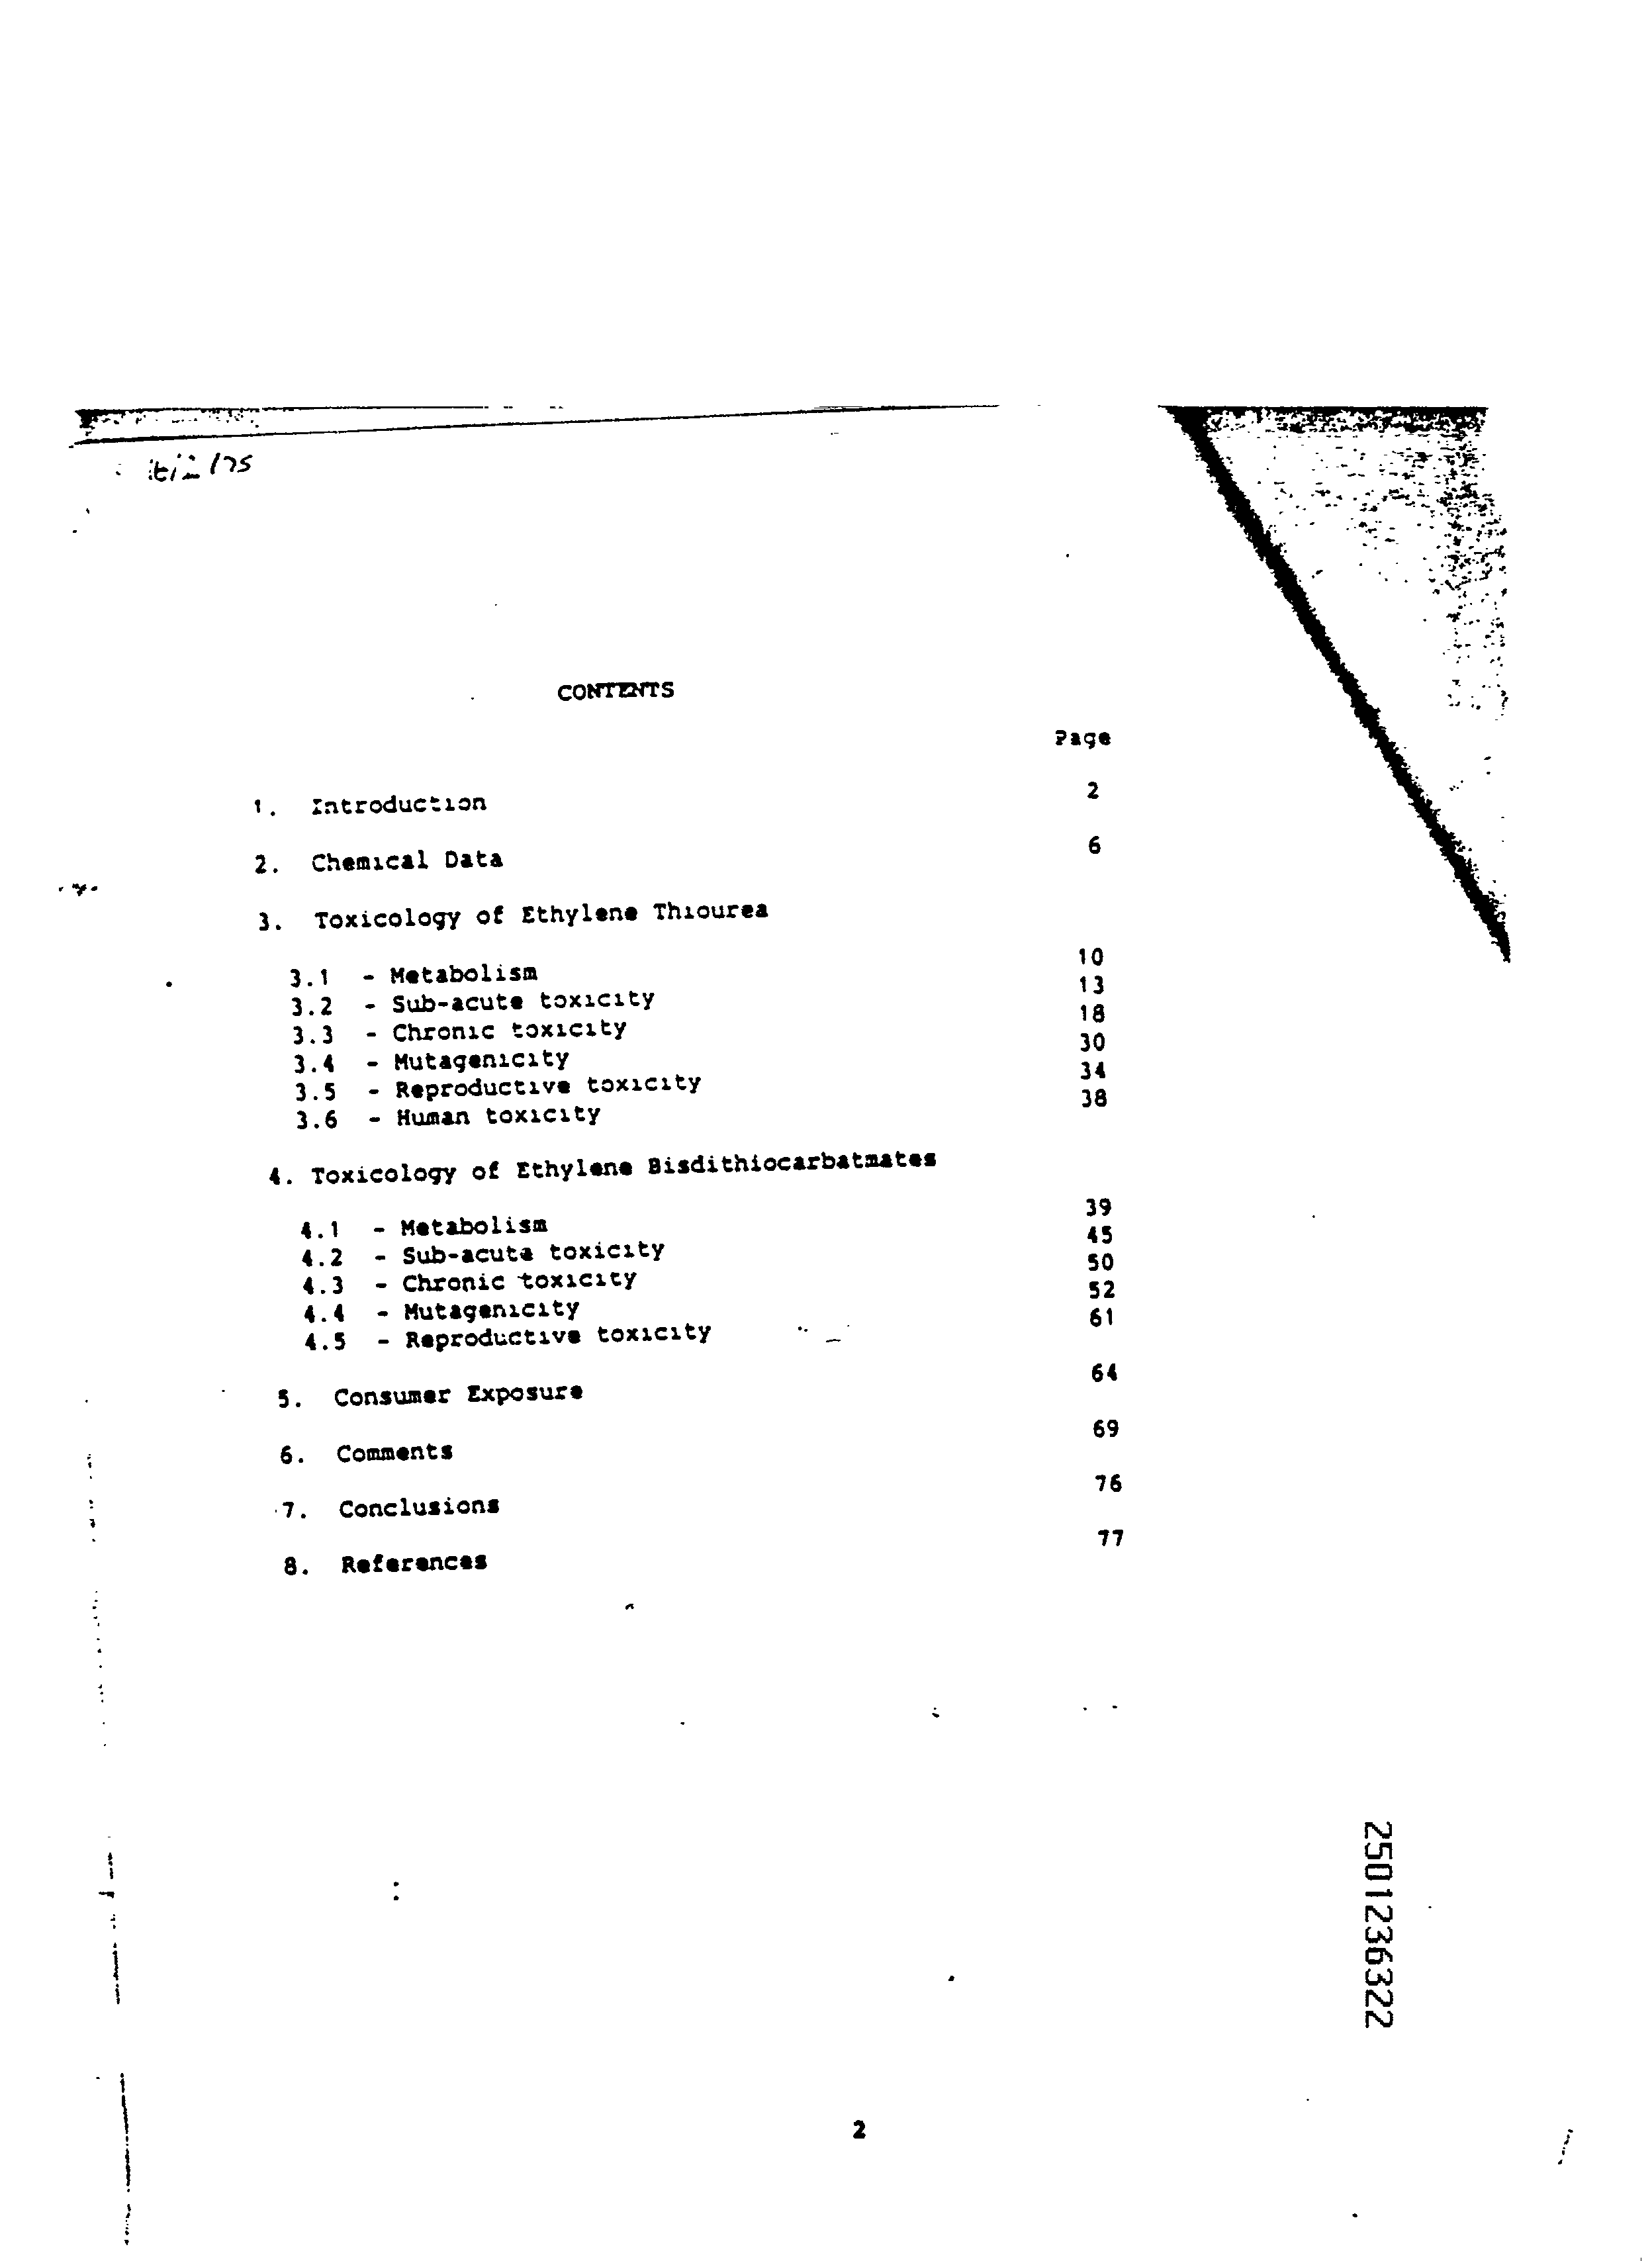 CONTENTS
Page
1. Introduction 2
2. Chemical Data 6
3. Toxicology of Ethylene Thiourea
3.1 - Metabolism 10
3.2 - Sub-acute toxicity 13
3.3 - Chronic toxicity 18
3.4 - Mutagenicity 30
3.5 - Reproductive toxicity 34
3.6 - Human toxicity 38
4. Toxicology of Ethylene Bisdithiocarbatmates
4.1 - Metabolism 39
4.2 - Sub-acute toxicity 45
4.3 - Chronic toxicity 50
4.4 - Mutagenicity 52
4.5 - Reproductive toxicity 61
5. Consumer Exposure 64
6. Comments 69
7. Conclusions 76
8. References 77
2501236322
2